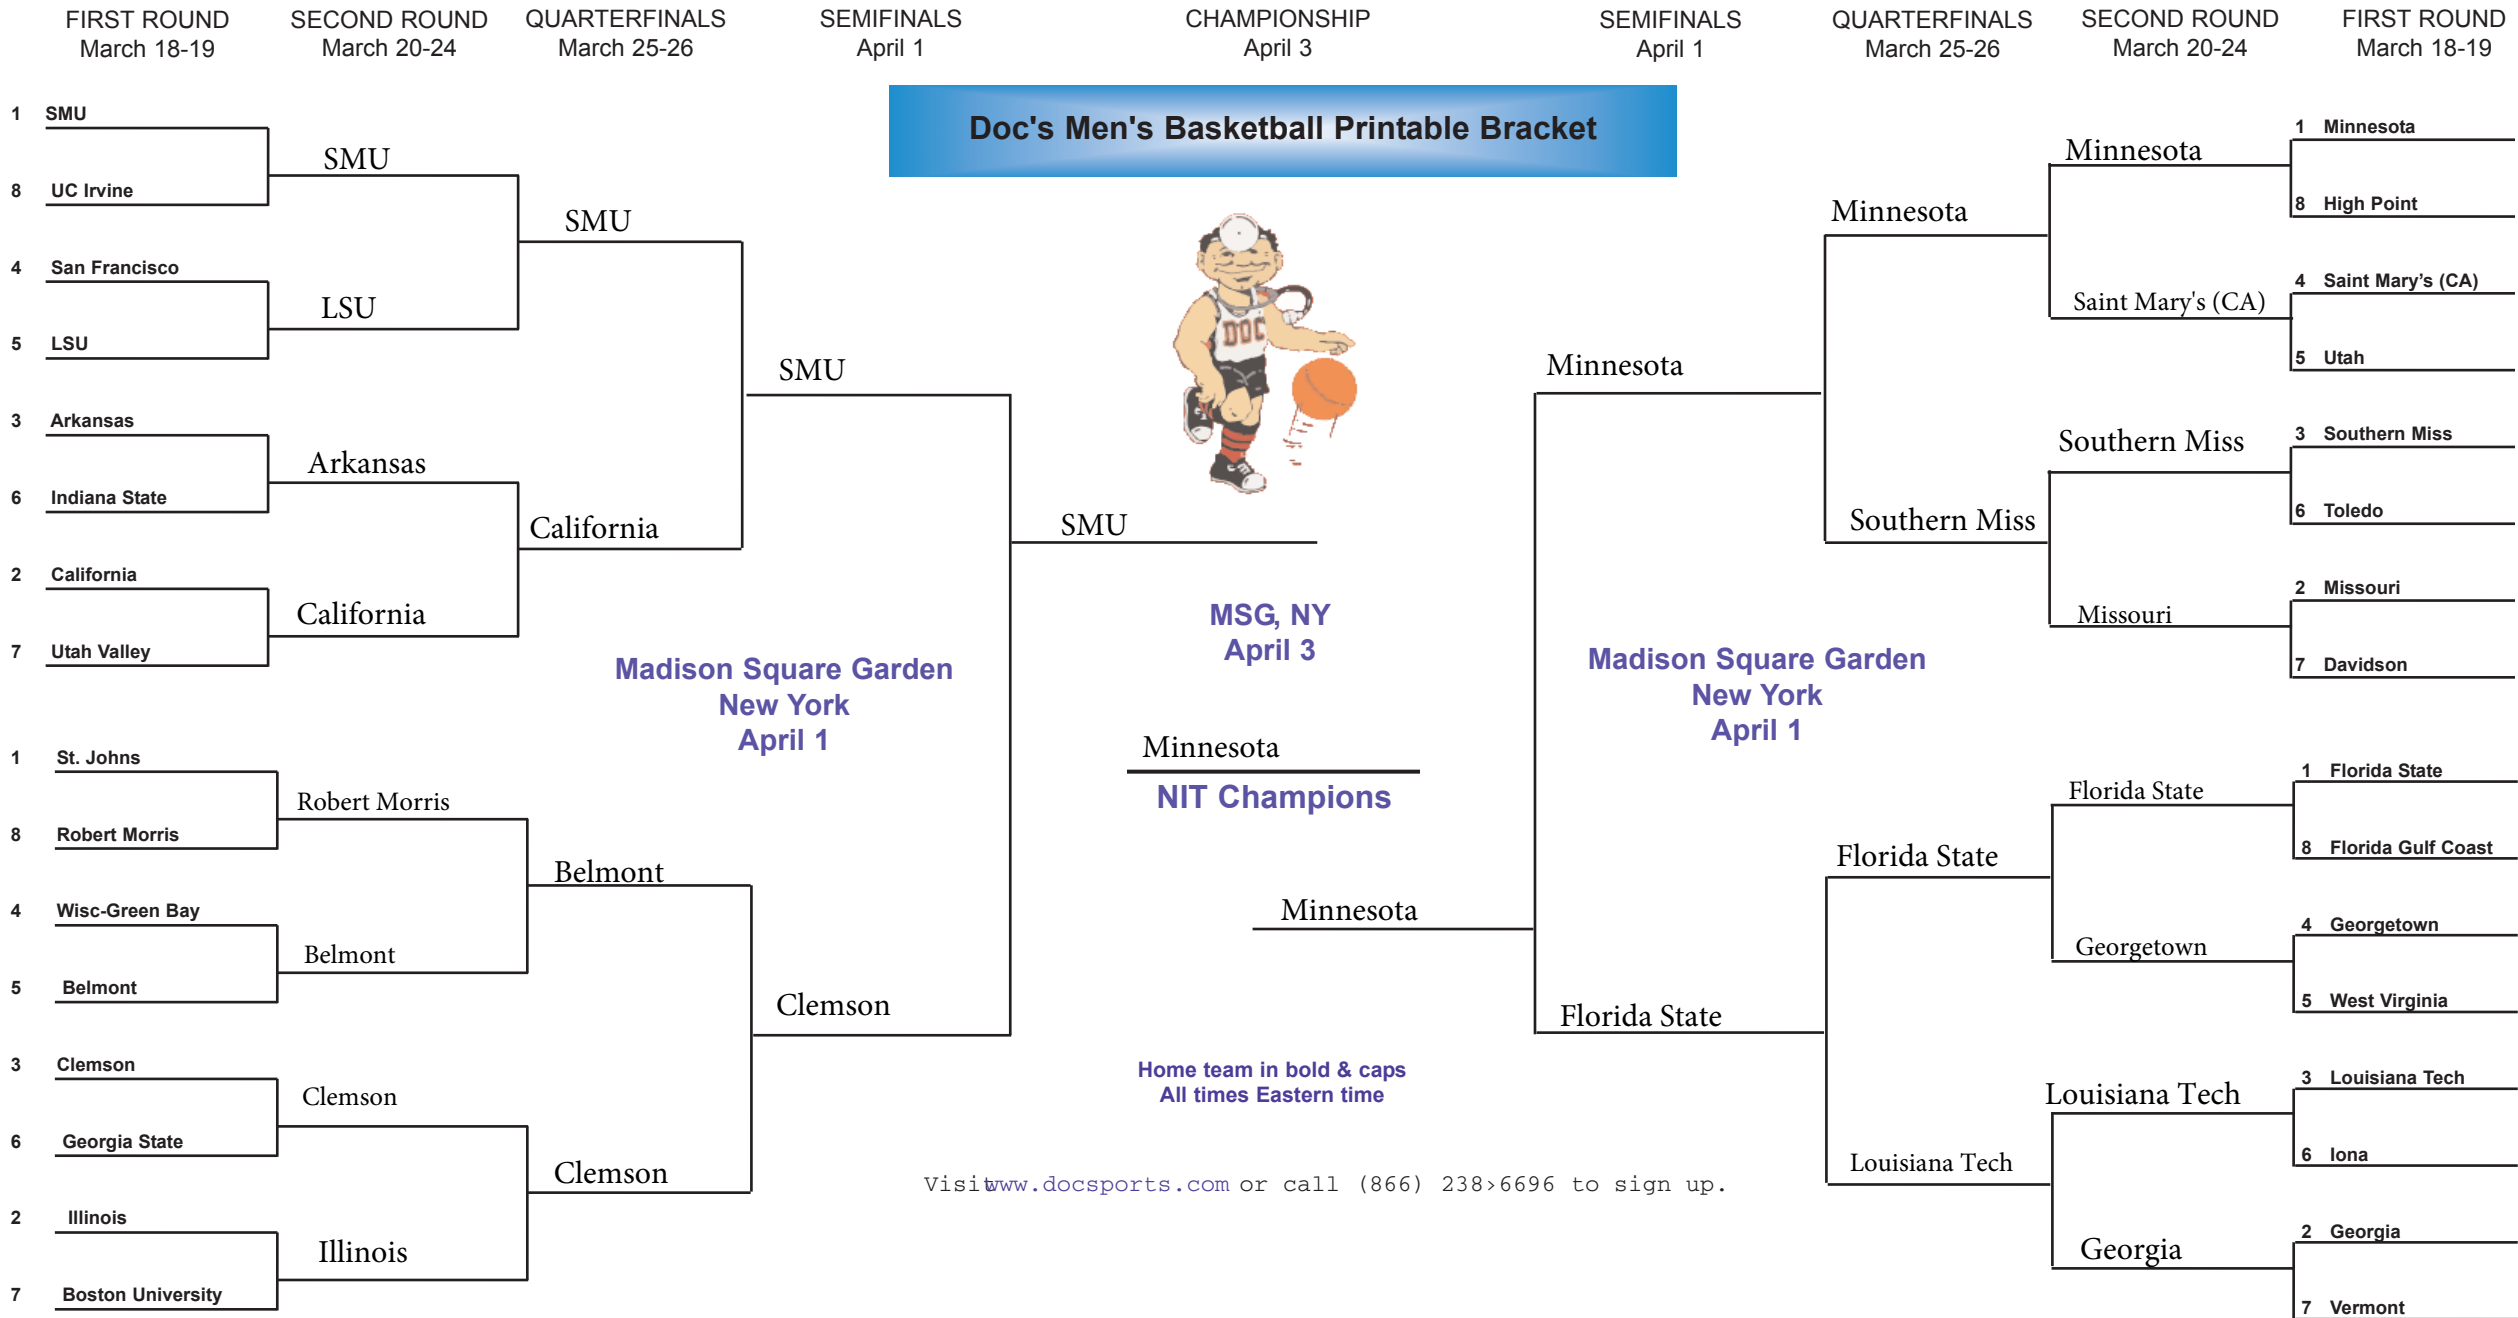 FIRST ROUND
March 18-19
SECOND ROUND
March 20-24
QUARTERFINALS
March 25-26
SEMIFINALS
April 1
CHAMPIONSHIP
April 3
SEMIFINALS
April 1
QUARTERFINALS
March 25-26
SECOND ROUND
March 20-24
FIRST ROUND
March 18-19
Doc's Men's Basketball Printable Bracket
1 SMU
8 UC Irvine
4 San Francisco
5 LSU
3 Arkansas
6 Indiana State
2 California
7 Utah Valley
1 St. Johns
8 Robert Morris
4 Wisc-Green Bay
5 Belmont
3 Clemson
6 Georgia State
2 Illinois
7 Boston University
SMU
LSU
Arkansas
California
Robert Morris
Belmont
Clemson
Illinois
SMU
California
Belmont
Clemson
SMU
Clemson
Madison Square Garden
New York
April 1
SMU
DOC
MSG, NY
April 3
Minnesota
NIT Champions
Minnesota
Home team in bold & caps
All times Eastern time
Visit www.docsports.com or call (866) 238›6696 to sign up.
Minnesota
Florida State
Madison Square Garden
New York
April 1
Minnesota
Southern Miss
Florida State
Louisiana Tech
Minnesota
Saint Mary's (CA)
Southern Miss
Missouri
Florida State
Georgetown
Louisiana Tech
Georgia
1 Minnesota
8 High Point
4 Saint Mary’s (CA)
5 Utah
3 Southern Miss
6 Toledo
2 Missouri
7 Davidson
1 Florida State
8 Florida Gulf Coast
4 Georgetown
5 West Virginia
3 Louisiana Tech
6 Iona
2 Georgia
7 Vermont